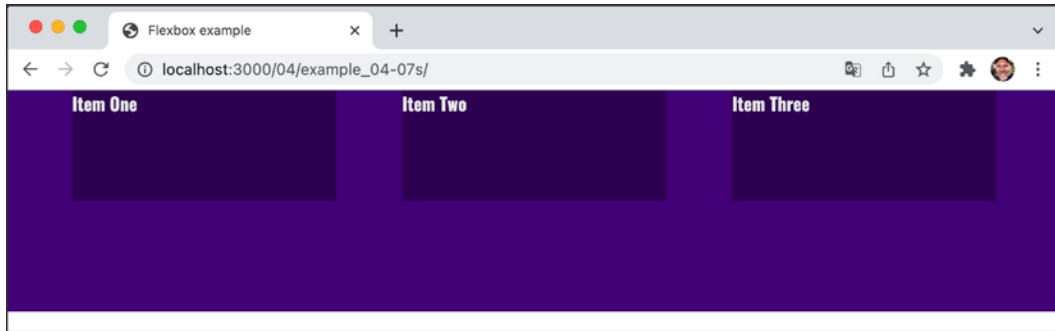 Flexbox example
localhost:3000/04/example_04-07s/
Item One
Item Two
Item Three